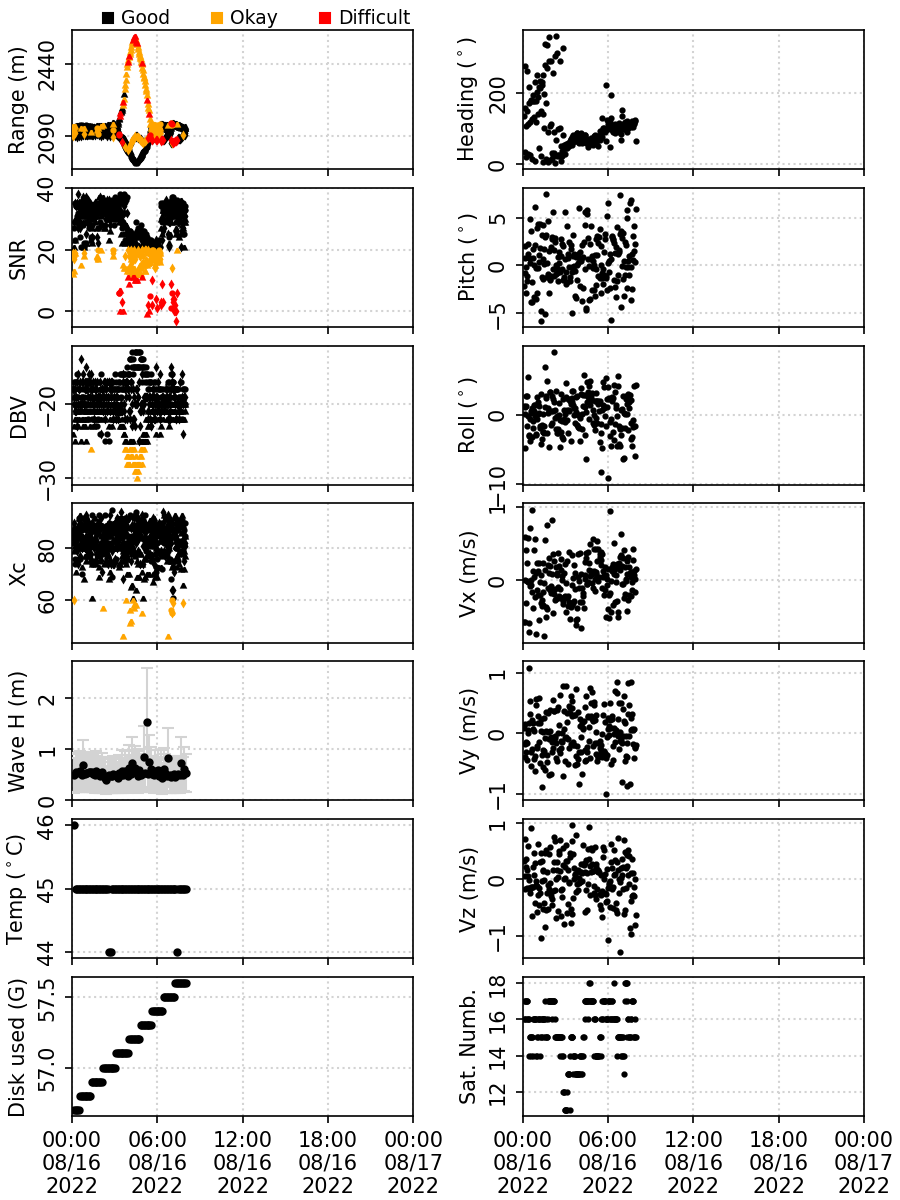 Good Okay Difficult
Range (m)
2440
2090
Heading (°)
200
0
SNR
40
20
0
Pitch (°)
5
0
−5
DBV
−20
−30
Roll (°)
0
−10
Xc
80
60
Vx (m/s)
1
0
Wave H (m)
2
1
0
Vy (m/s)
1
0
−1
Temp (°C)
46
45
44
Vz (m/s)
1
0
−1
Disk used (G)
57.5
57.0
Sat. Numb.
18
16
14
12
00:00 06:00 12:00 18:00 00:00
08/16 08/16 08/16 08/16 08/17
2022 2022 2022 2022 2022
00:00 06:00 12:00 18:00 00:00
08/16 08/16 08/16 08/16 08/17
2022 2022 2022 2022 2022